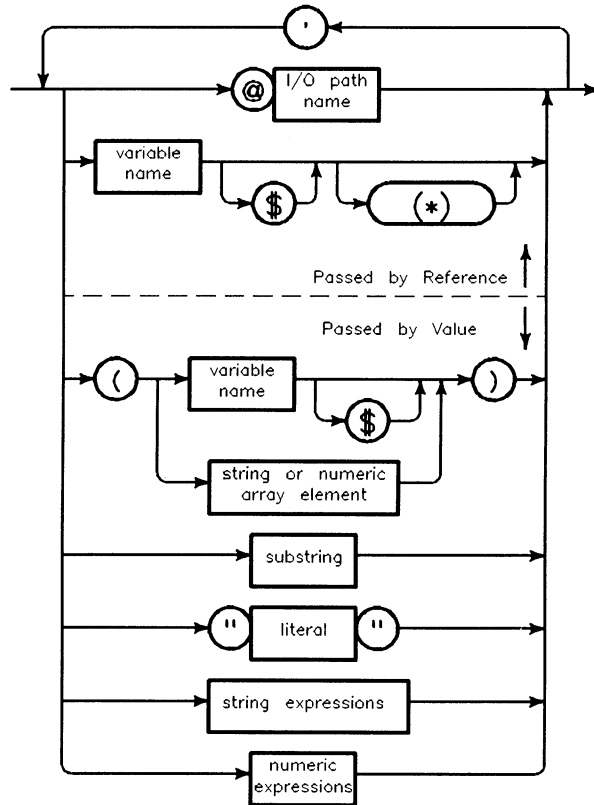 ,
@ I/O path
name
variable
name
$
(*)
Passed by Reference
Passed by Value
(
variable
name
)
$
string or numeric
array element
substring
" literal "
string expressions
numeric
expressions